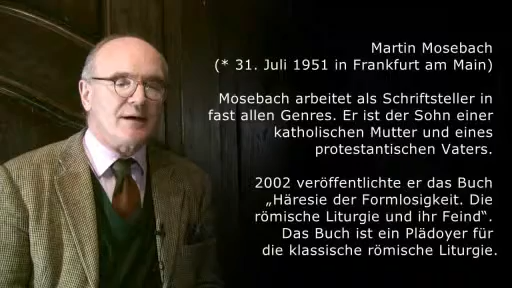 Martin Mosebach
(* 31. Juli 1951 in Frankfurt am Main)
Mosebach arbeitet als Schriftsteller in
fast allen Genres. Er ist der Sohn einer
katholischen Mutter und eines
protestantischen Vaters.
2002 veröffentlichte er das Buch
„Häresie der Formlosigkeit. Die
römische Liturgie und ihr Feind“.
Das Buch ist ein Plädoyer für
die klassische römische Liturgie.